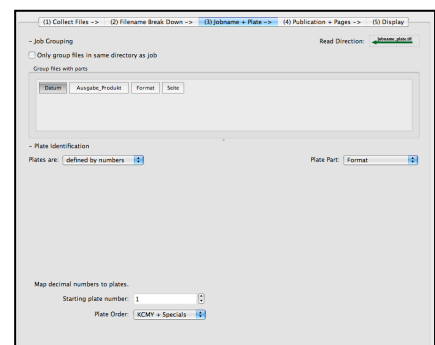 (1) Collect Files -> (2) Filename Break Down -> (3) Jobname + Plate -> (4) Publication + Pages -> (5) Display
– Job Grouping Read Direction: Jobname_plate.tif
Only group files in same directory as job
Group files with parts
Datum Ausgabe_Produkt Format Seite
– Plate Identification
Plates are: defined by numbers Plate Part: Format
Map decimal numbers to plates.
Starting plate number: 1
Plate Order: KCMY + Specials